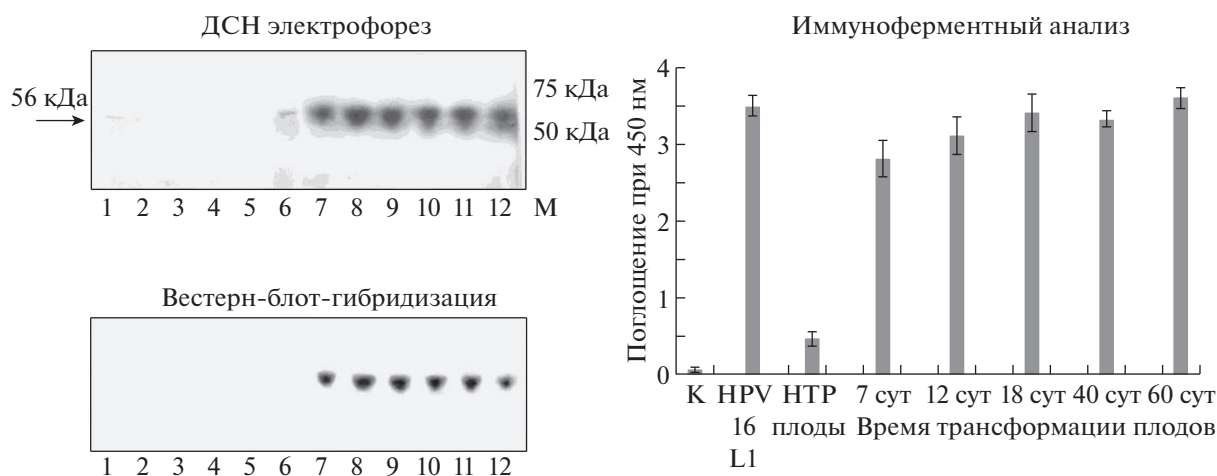 ДСН электрофорез
56 кДа
75 кДа
50 кДа
1 2 3 4 5 6 7 8 9 10 11 12 М
Вестерн-блот-гибридизация
1 2 3 4 5 6 7 8 9 10 11 12
Иммуноферментный анализ
Поглощение при 450 нм
4
3
2
1
0
К HPV НТР 7 сут 12 сут 18 сут 40 сут 60 сут
16 плоды Время трансформации плодов
L1